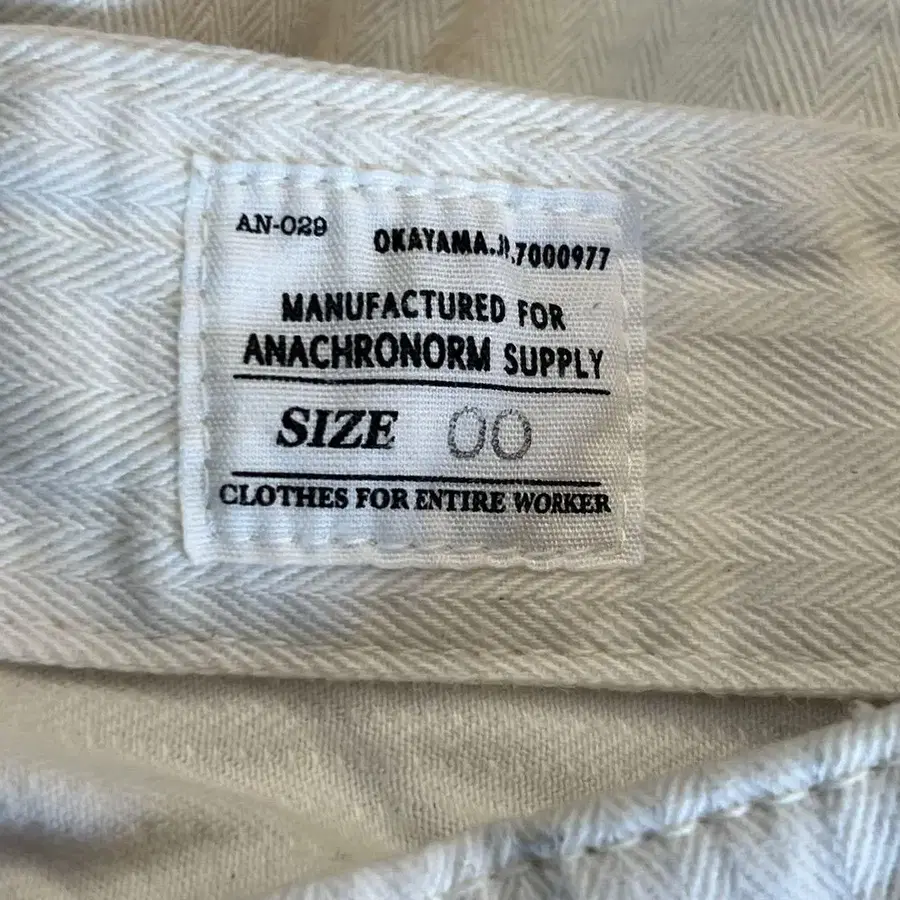 AN-029
OKAYAMA.JP,7000977
MANUFACTURED FOR
ANACHRONORM SUPPLY
SIZE 00
CLOTHES FOR ENTIRE WORKER